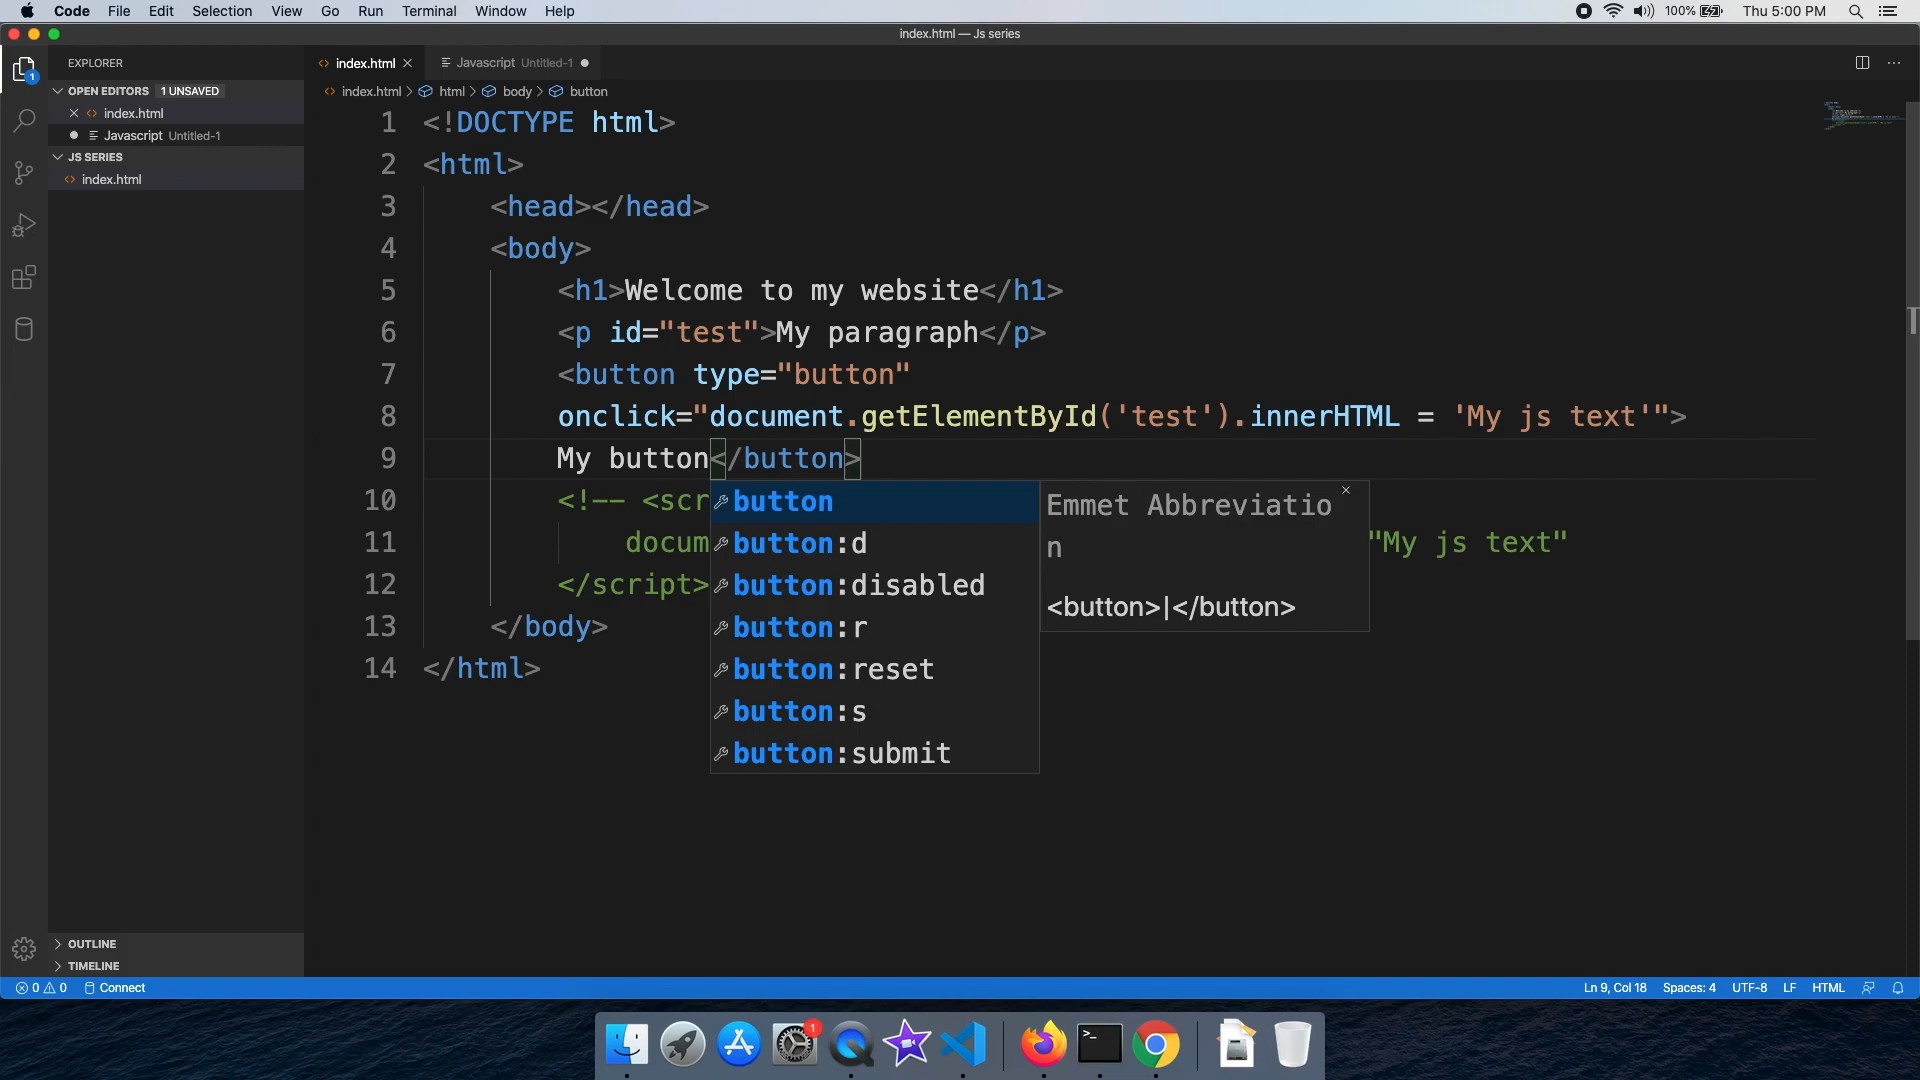 Code File Edit Selection View Go Run Terminal Window Help 100% Thu 5:00 PM
index.html — Js series
EXPLORER
OPEN EDITORS 1 UNSAVED
index.html
Javascript Untitled-1
JS SERIES
index.html
OUTLINE
TIMELINE
1
index.html Javascript Untitled-1
index.html > html > body > button
1 <!DOCTYPE html>
2 <html>
3 <head></head>
4 <body>
5 <h1>Welcome to my website</h1>
6 <p id="test">My paragraph</p>
7 <button type="button"
8 onclick="document.getElementById('test').innerHTML = 'My js text'">
9 My button</button>
10 <!-- <scr
11 docum "My js text"
12 </script>
13 </body>
14 </html>
button
button:d
button:disabled
button:r
button:reset
button:s
button:submit
Emmet Abbreviatio
n
<button>|</button>
0 0 Connect Ln 9, Col 18 Spaces: 4 UTF-8 LF HTML
1
>_